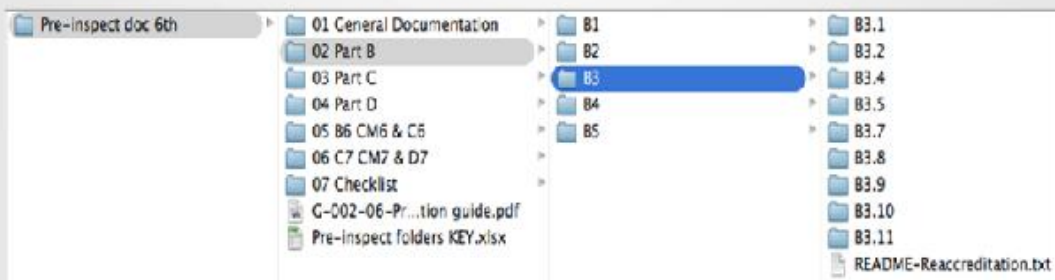 Pre-inspect doc 6th
01 General Documentation
02 Part B
03 Part C
04 Part D
05 B6 CM6 & C6
06 C7 CM7 & D7
07 Checklist
G-002-06-Pr...tion guide.pdf
Pre-inspect folders KEY.xlsx
B1
B2
B3
B4
B5
B3.1
B3.2
B3.4
B3.5
B3.7
B3.8
B3.9
B3.10
B3.11
README-Reaccreditation.txt